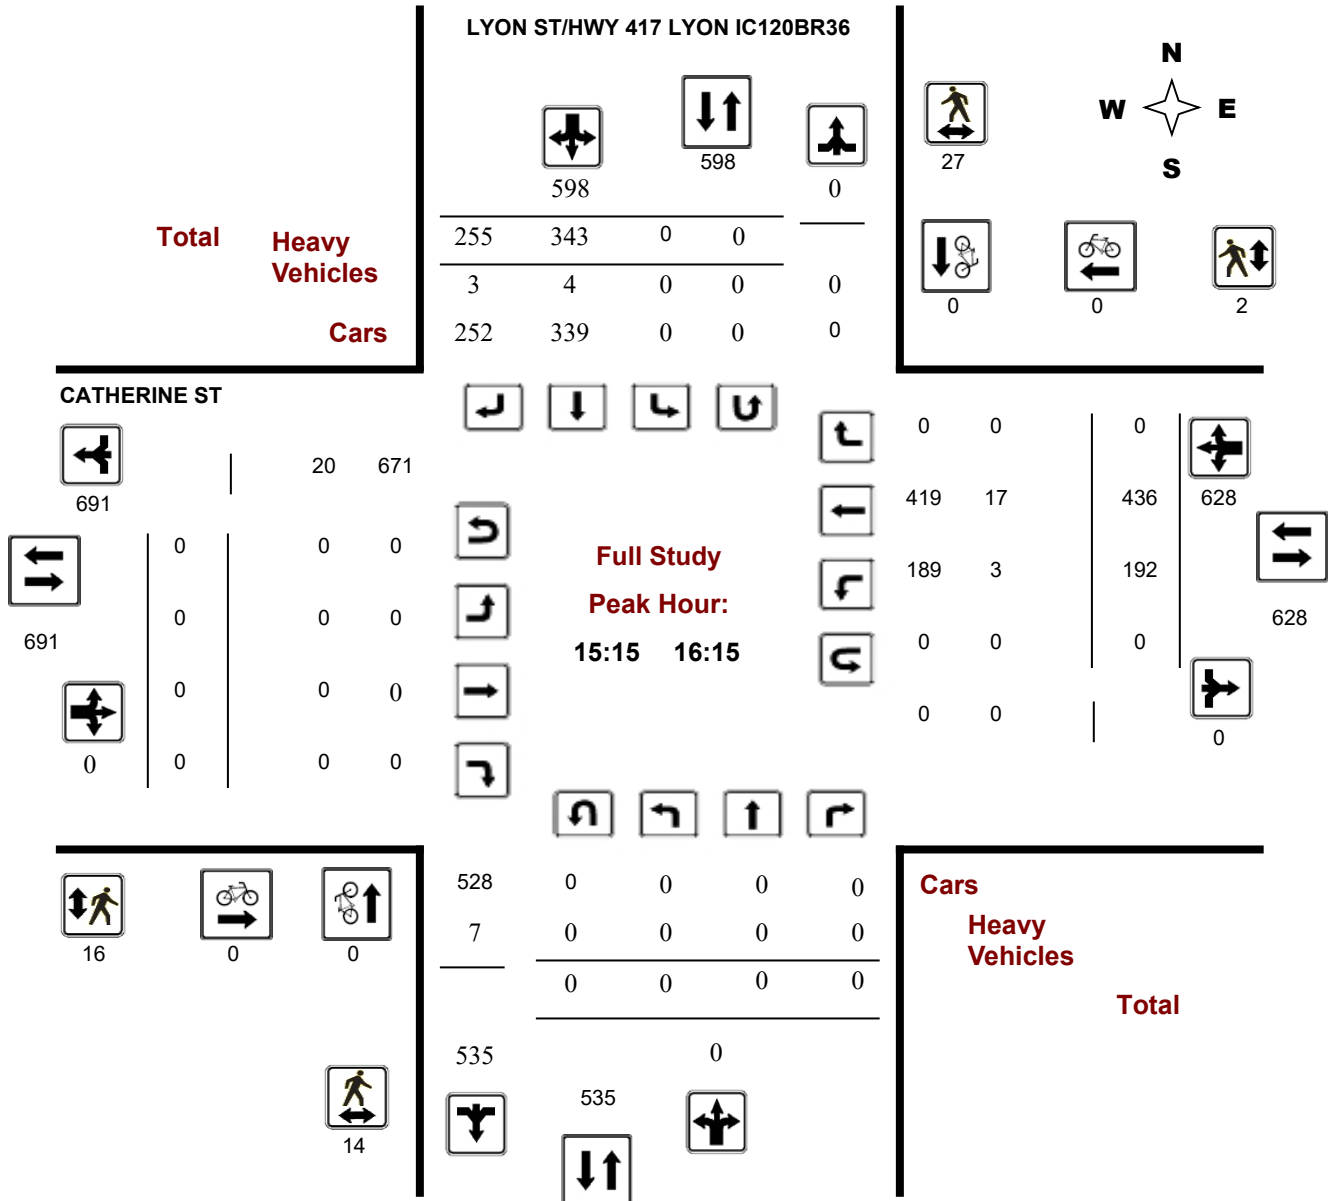 LYON ST/HWY 417 LYON IC120BR36
N
W E
S
598
598
0
27
Total
Heavy
Vehicles
255 343 0 0
3 4 0 0 0
Cars
252 339 0 0 0
0 0 2
CATHERINE ST
20 671
691
0 0 0
0 0 0
691
0 0 0
0
0 0 0
Full Study
Peak Hour:
15:15 16:15
0 0 0
419 17 436 628
189 3 192
628
0 0 0
0 0
0
16 0 0
528 0 0 0 0
7 0 0 0 0
0 0 0 0
535 0
535
14
Cars
Heavy
Vehicles
Total